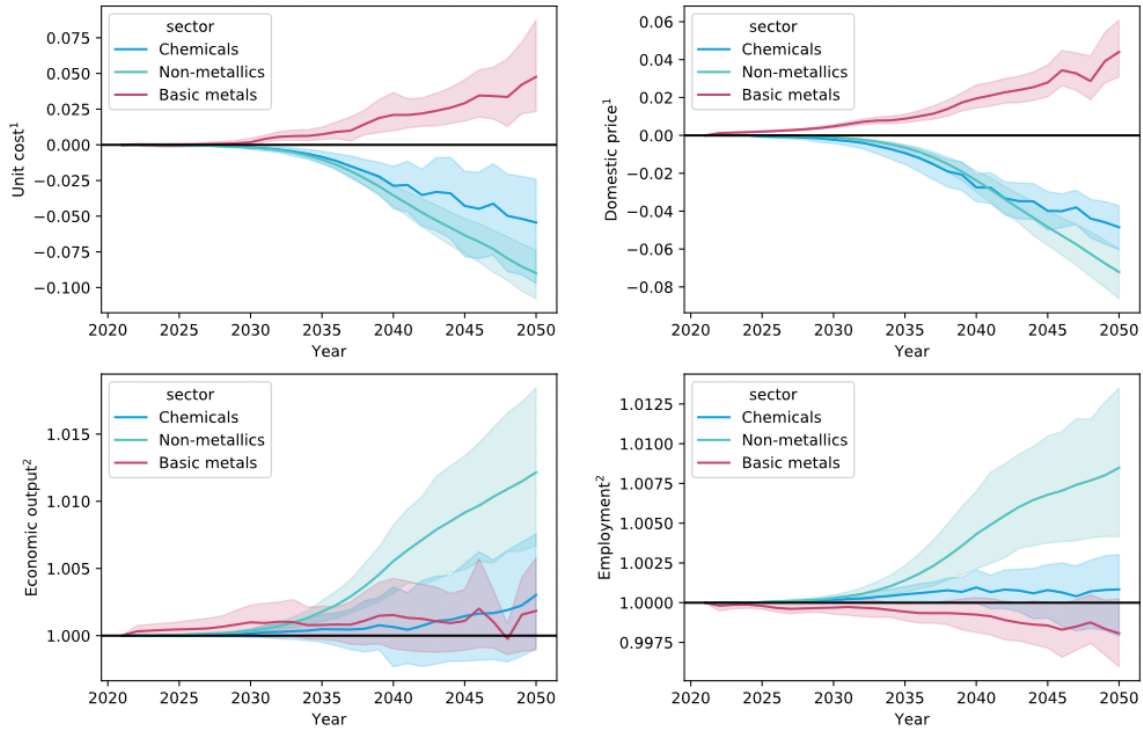 Unit cost¹
0.075
0.050
0.025
0.000
−0.025
−0.050
−0.075
−0.100
sector
Chemicals
Non-metallics
Basic metals
2020 2025 2030 2035 2040 2045 2050
Year
Domestic price¹
0.06
0.04
0.02
0.00
−0.02
−0.04
−0.06
−0.08
sector
Chemicals
Non-metallics
Basic metals
2020 2025 2030 2035 2040 2045 2050
Year
Economic output²
1.015
1.010
1.005
1.000
sector
Chemicals
Non-metallics
Basic metals
2020 2025 2030 2035 2040 2045 2050
Year
Employment²
1.0125
1.0100
1.0075
1.0050
1.0025
1.0000
0.9975
sector
Chemicals
Non-metallics
Basic metals
2020 2025 2030 2035 2040 2045 2050
Year